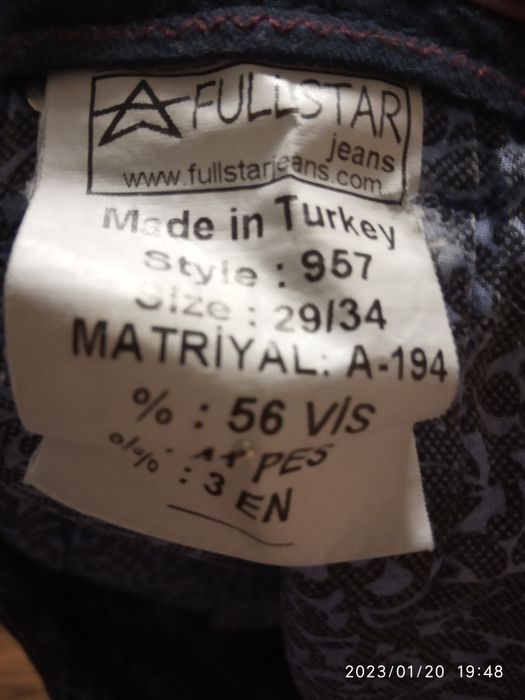 FULLSTAR
jeans
www.fullstarjeans.com
Made in Turkey
Style : 957
Size : 29/34
MATRİYAL: A-194
% : 56 V/S
PES
% : 3 EN
2023/01/20 19:48